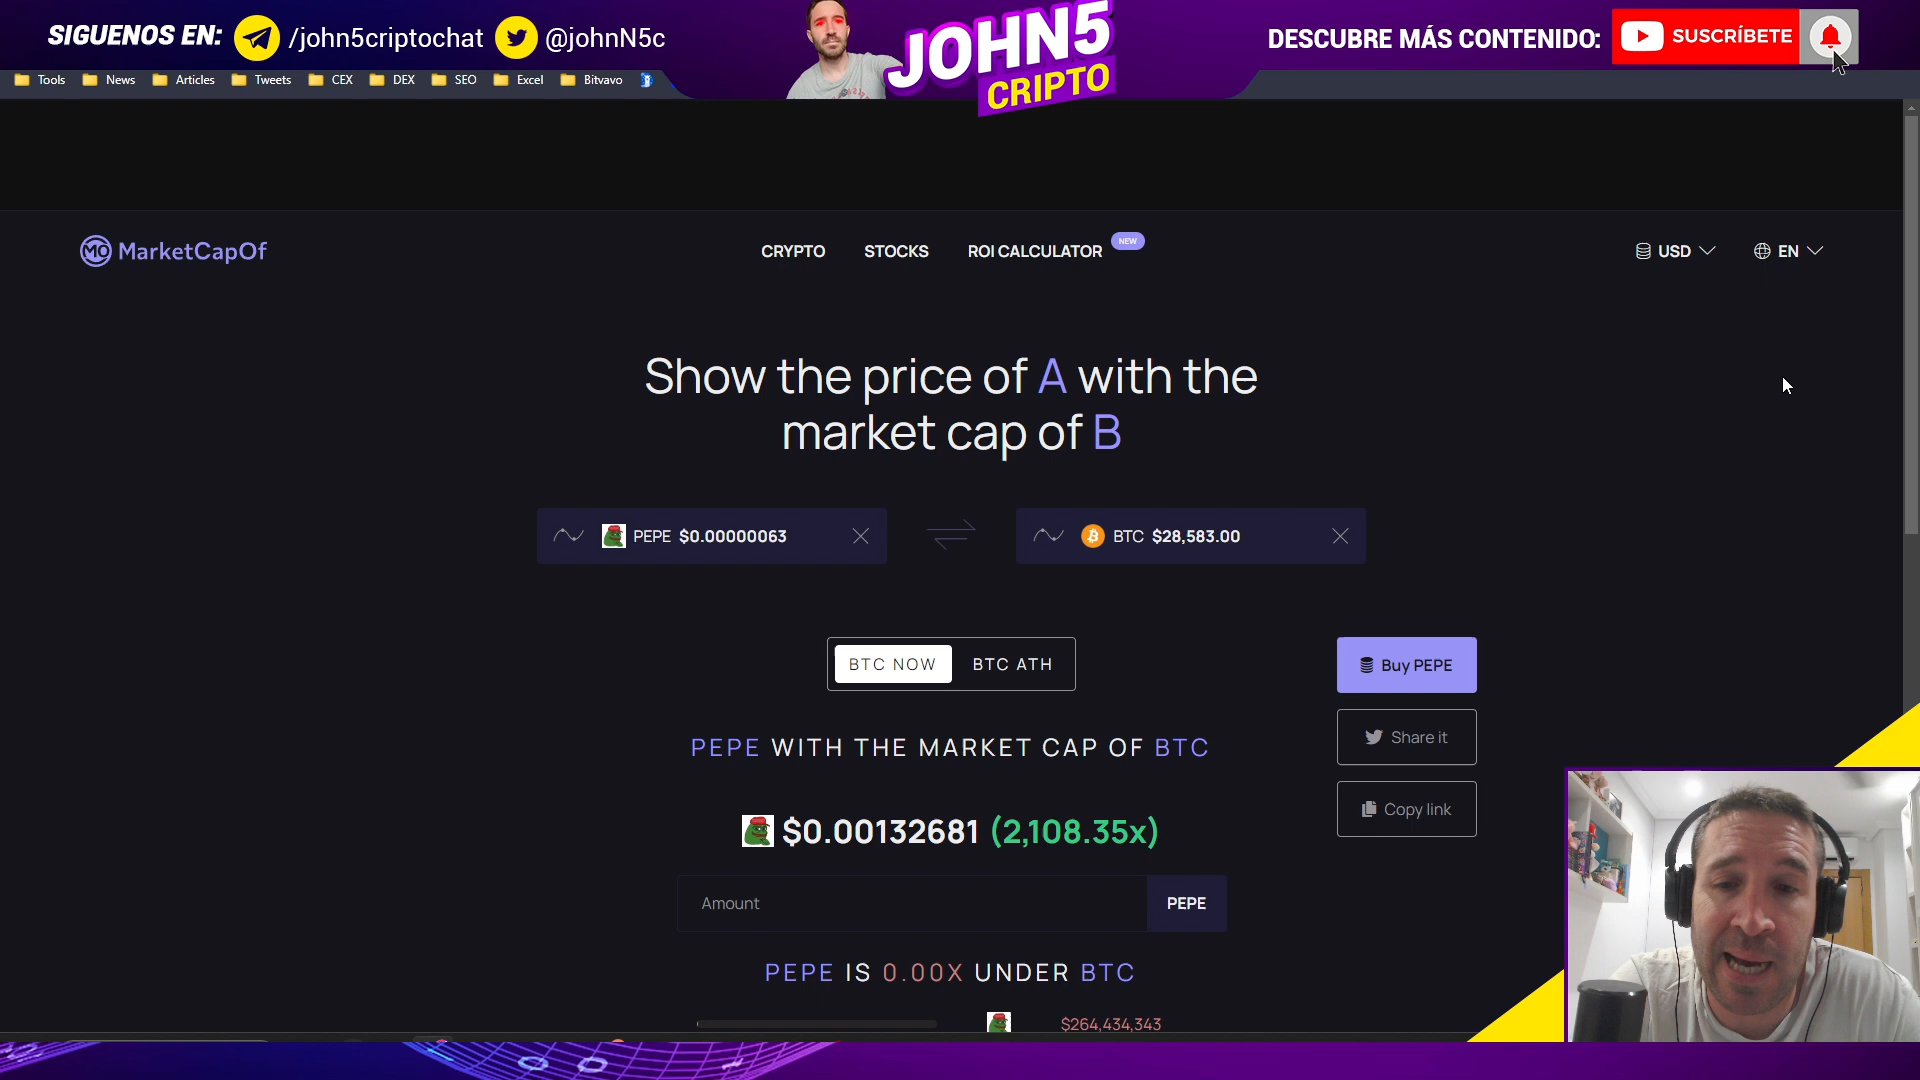 SIGUENOS EN: /john5criptochat @johnN5c
JOHN5
CRIPTO
DESCUBRE MÁS CONTENIDO: SUSCRÍBETE
Tools News Articles Tweets CEX DEX SEO Excel Bitvavo
MO MarketCapOf
CRYPTO STOCKS ROI CALCULATOR NEW
USD EN
Show the price of A with the
market cap of B
PEPE $0.00000063
BTC $28,583.00
BTC NOW BTC ATH
Buy PEPE
Share it
Copy link
PEPE WITH THE MARKET CAP OF BTC
$0.00132681 (2,108.35x)
Amount PEPE
PEPE IS 0.00X UNDER BTC
$264,434,343